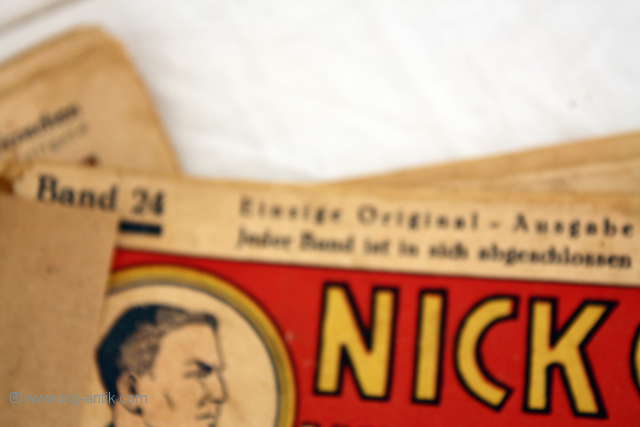 Band 24
Einzige Original - Ausgabe
Jeder Band ist in sich abgeschlossen
NICK